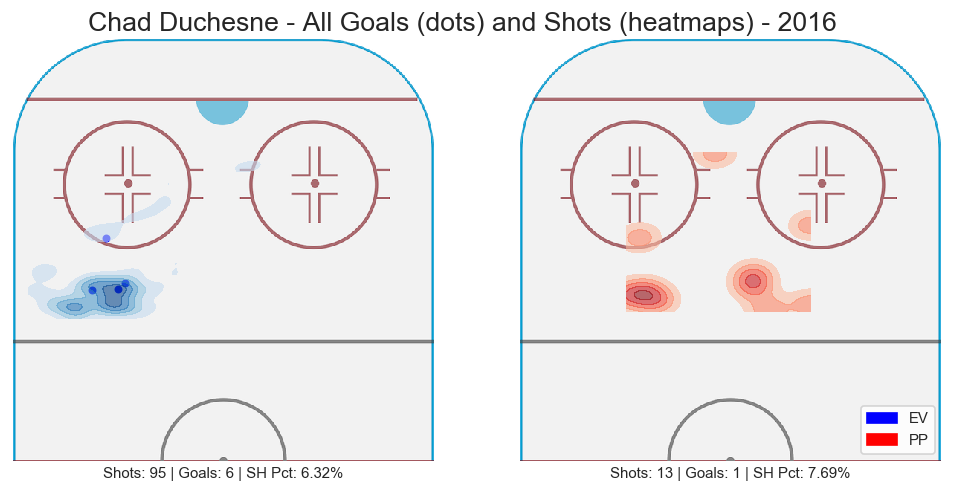 Chad Duchesne - All Goals (dots) and Shots (heatmaps) - 2016
EV
PP
Shots: 95 | Goals: 6 | SH Pct: 6.32%
Shots: 13 | Goals: 1 | SH Pct: 7.69%